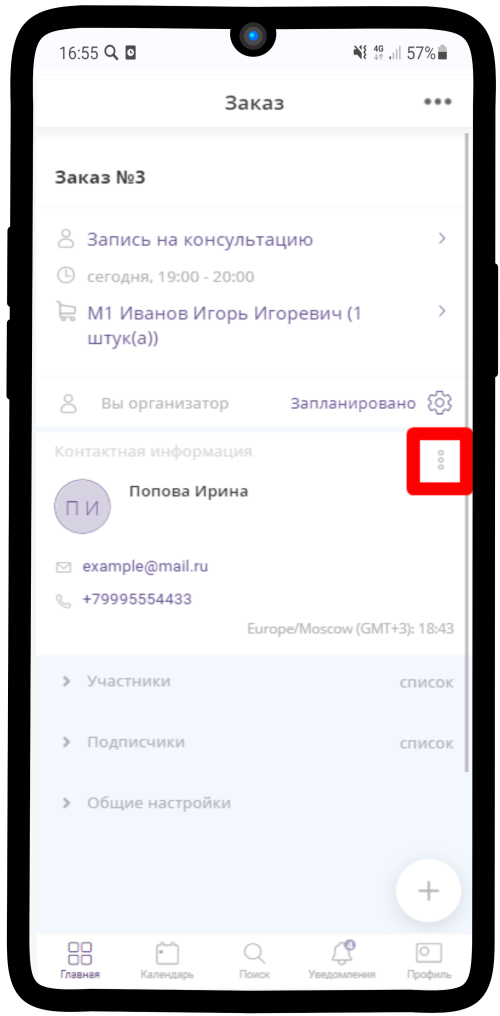 16:55 4G 57%
Заказ
Заказ №3
Запись на консультацию
сегодня, 19:00 - 20:00
М1 Иванов Игорь Игоревич (1
штук(а))
Вы организатор Запланировано
Контактная информация
Попова Ирина
П И
example@mail.ru
+79995554433
Europe/Moscow (GMT+3): 18:43
Участники список
Подписчики список
Общие настройки
4
Главная Календарь Поиск Уведомления Профиль